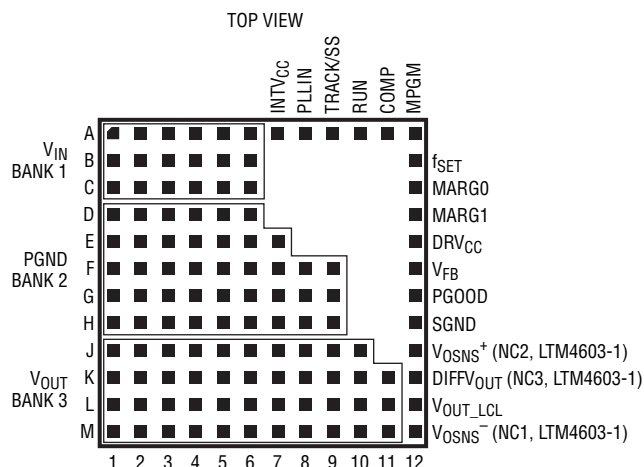 TOP VIEW
INTVCC
PLLIN
TRACK/SS
RUN
COMP
MPGM
VIN
BANK 1
PGND
BANK 2
VOUT
BANK 3
A
B
C
D
E
F
G
H
J
K
L
M
fSET
MARG0
MARG1
DRVCC
VFB
PGOOD
SGND
VOSNS+ (NC2, LTM4603-1)
DIFFVOUT (NC3, LTM4603-1)
VOUT_LCL
VOSNS– (NC1, LTM4603-1)
1 2 3 4 5 6 7 8 9 10 11 12